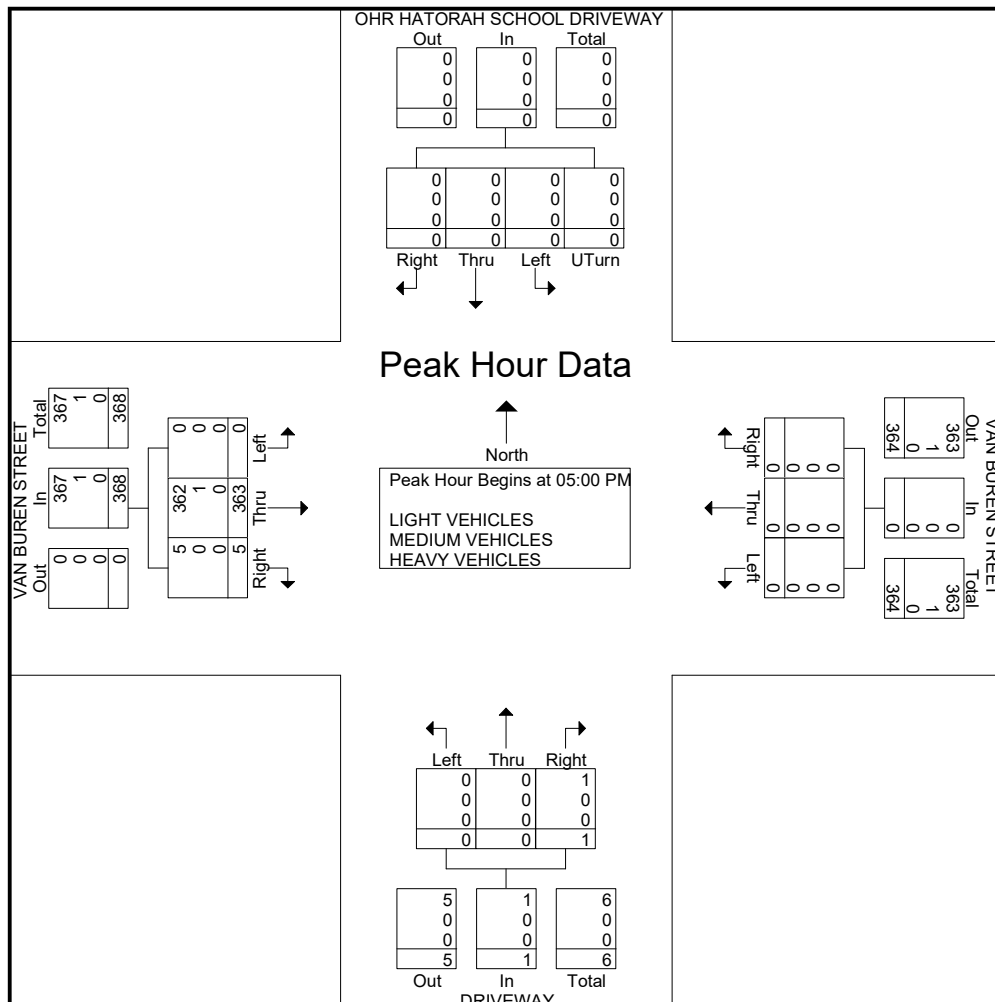 OHR HATORAH SCHOOL DRIVEWAY
Out In Total
0 0 0
0 0 0
0 0 0
0 0 0
0 0 0 0
0 0 0 0
0 0 0 0
0 0 0 0
Right Thru Left UTurn
Peak Hour Data
North
Peak Hour Begins at 05:00 PM
LIGHT VEHICLES
MEDIUM VEHICLES
HEAVY VEHICLES
VAN BUREN STREET
Total In Out
367 367 0
1 1 0
0 0 0
368 368 0
0 362 5
0 1 0
0 0 0
0 363 5
Left Thru Right
VAN BUREN STREET
Out In Total
363 0 363
1 0 1
0 0 0
364 0 364
Right Thru Left
0 0 0
0 0 0
0 0 0
0 0 0
Left Thru Right
0 0 1
0 0 0
0 0 0
0 0 1
5 1 6
0 0 0
0 0 0
5 1 6
Out In Total
DRIVEWAY